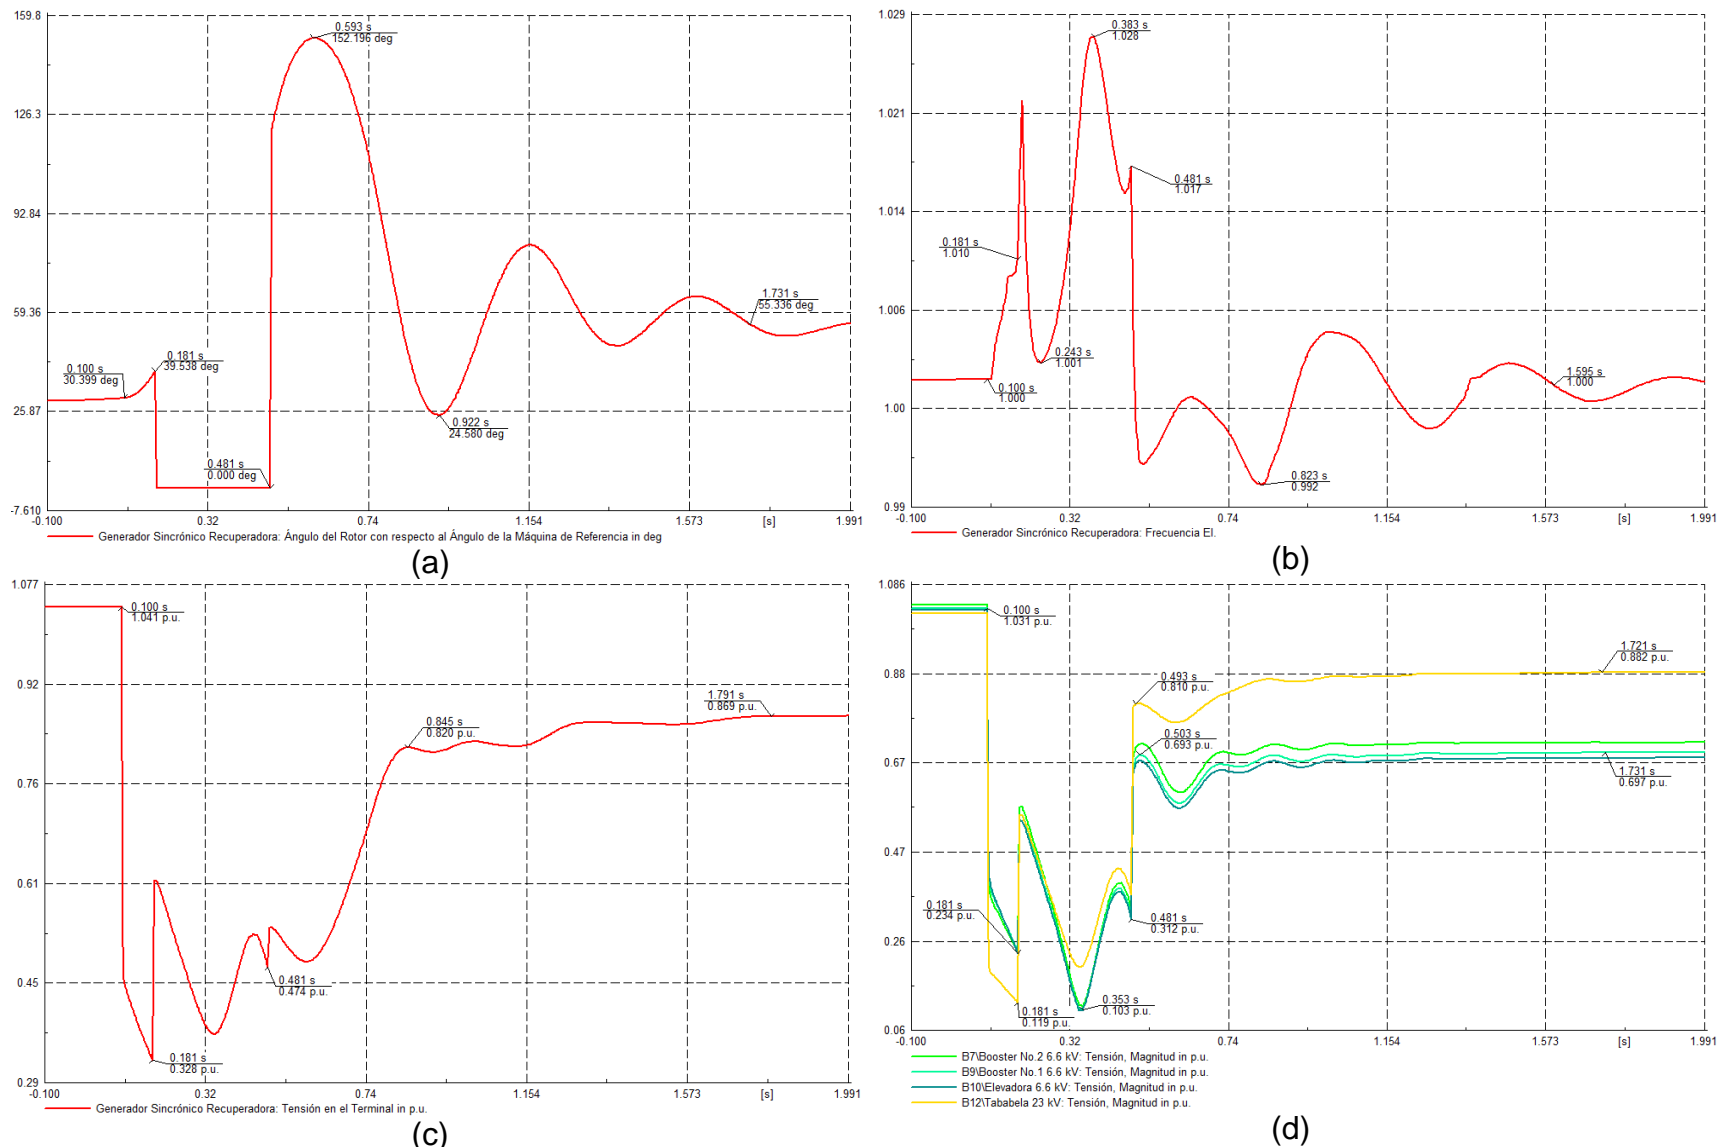 159.8
126.3
92.84
59.36
25.87
-7.610
-0.100
0.32
0.74
1.154
1.573
[s]
1.991
0.593 s
152.196 deg
0.100 s
30.399 deg
0.181 s
39.538 deg
0.481 s
0.000 deg
0.922 s
24.580 deg
1.731 s
55.336 deg
Generador Sincrónico Recuperadora: Ángulo del Rotor con respecto al Ángulo de la Máquina de Referencia in deg
(a)
1.029
1.021
1.014
1.006
1.00
0.99
-0.100
0.32
0.74
1.154
1.573
[s]
1.991
0.383 s
1.028
0.481 s
1.017
0.181 s
1.010
0.243 s
1.001
0.100 s
1.000
0.823 s
0.992
1.595 s
1.000
Generador Sincrónico Recuperadora: Frecuencia El.
(b)
1.077
0.92
0.76
0.61
0.45
0.29
-0.100
0.32
0.74
1.154
1.573
[s]
1.991
0.100 s
1.041 p.u.
0.181 s
0.328 p.u.
0.481 s
0.474 p.u.
0.845 s
0.820 p.u.
1.791 s
0.869 p.u.
Generador Sincrónico Recuperadora: Tensión en el Terminal in p.u.
(c)
1.086
0.88
0.67
0.47
0.26
0.06
-0.100
0.32
0.74
1.154
1.573
[s]
1.991
0.100 s
1.031 p.u.
0.493 s
0.810 p.u.
0.503 s
0.693 p.u.
1.721 s
0.882 p.u.
1.731 s
0.697 p.u.
0.181 s
0.234 p.u.
0.481 s
0.312 p.u.
0.353 s
0.103 p.u.
0.181 s
0.119 p.u.
B7\Booster No.2 6.6 kV: Tensión, Magnitud in p.u.
B9\Booster No.1 6.6 kV: Tensión, Magnitud in p.u.
B10\Elevadora 6.6 kV: Tensión, Magnitud in p.u.
B12\Tababela 23 kV: Tensión, Magnitud in p.u.
(d)